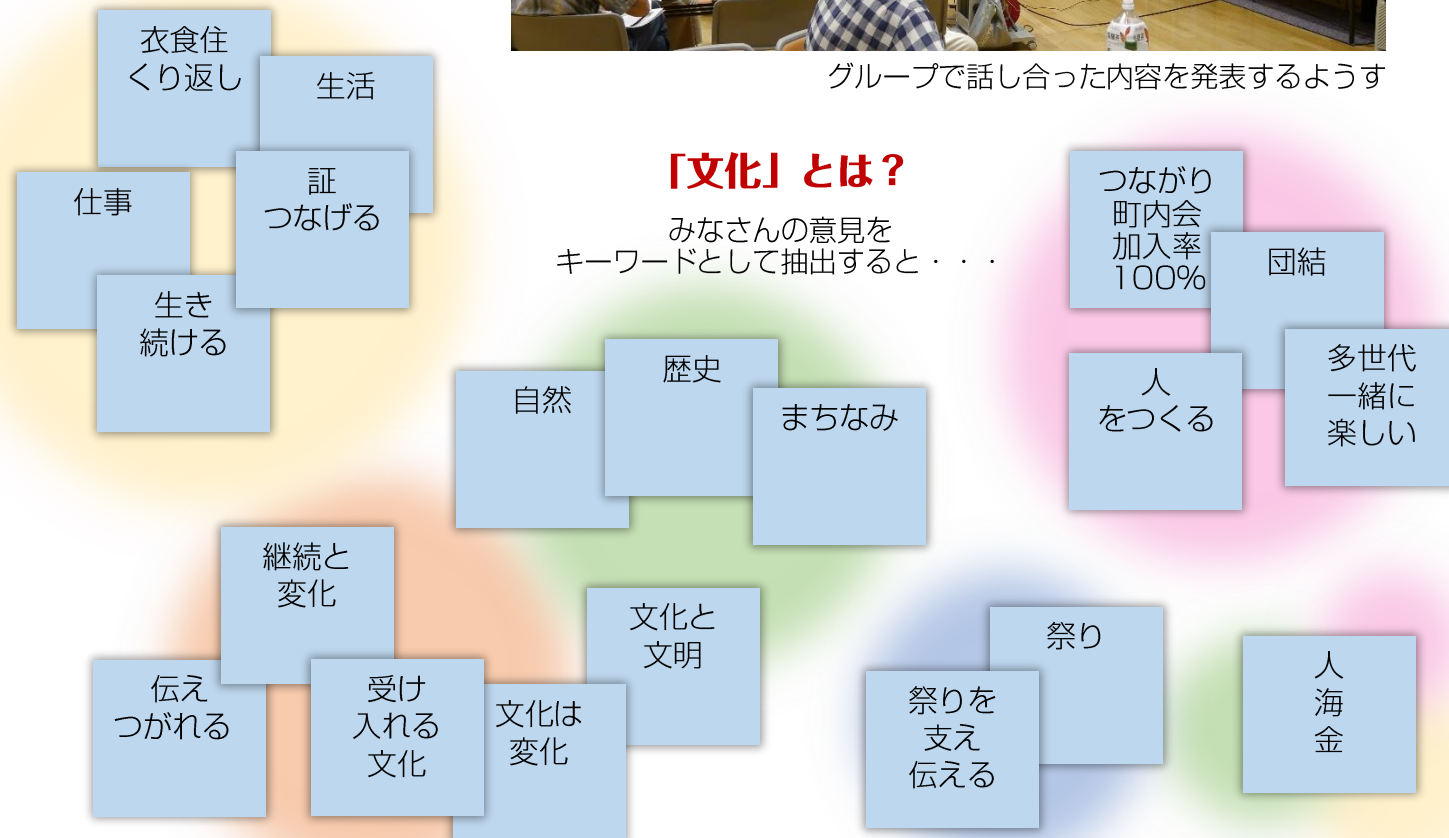 グループで話し合った内容を発表するようす
「文化」とは？
みなさんの意見を
キーワードとして抽出すると・・・
衣食住
くり返し
生活
証
つなげる
仕事
生き
続ける
つながり
町内会
加入率
100%
団結
多世代
一緒に
楽しい
人
をつくる
自然
歴史
まちなみ
継続と
変化
伝え
つがれる
受け
入れる
文化
文化は
変化
文化と
文明
祭り
祭りを
支え
伝える
人
海
金